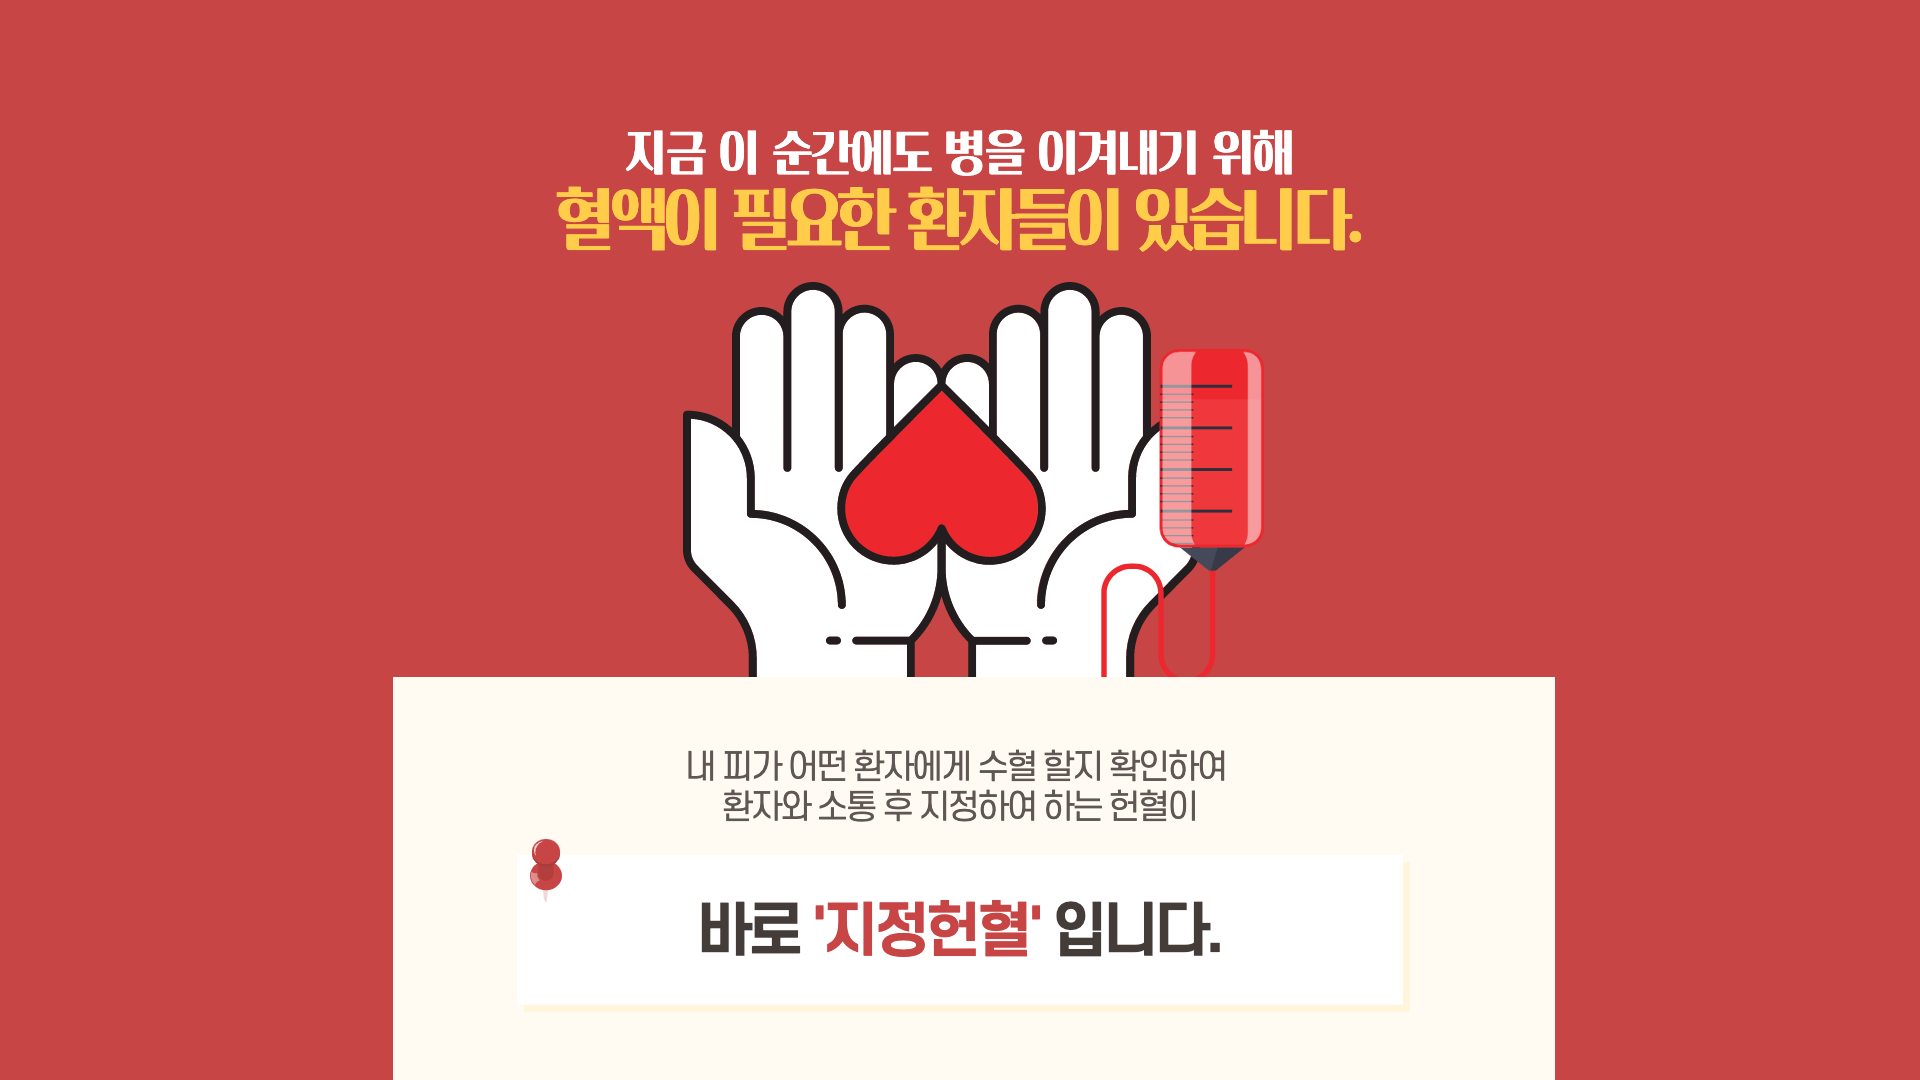 지금 이 순간에도 병을 이겨내기 위해
혈액이 필요한 환자들이 있습니다.
내 피가 어떤 환자에게 수혈 할지 확인하여
환자와 소통 후 지정하여 하는 헌혈이
바로 '지정헌혈' 입니다.